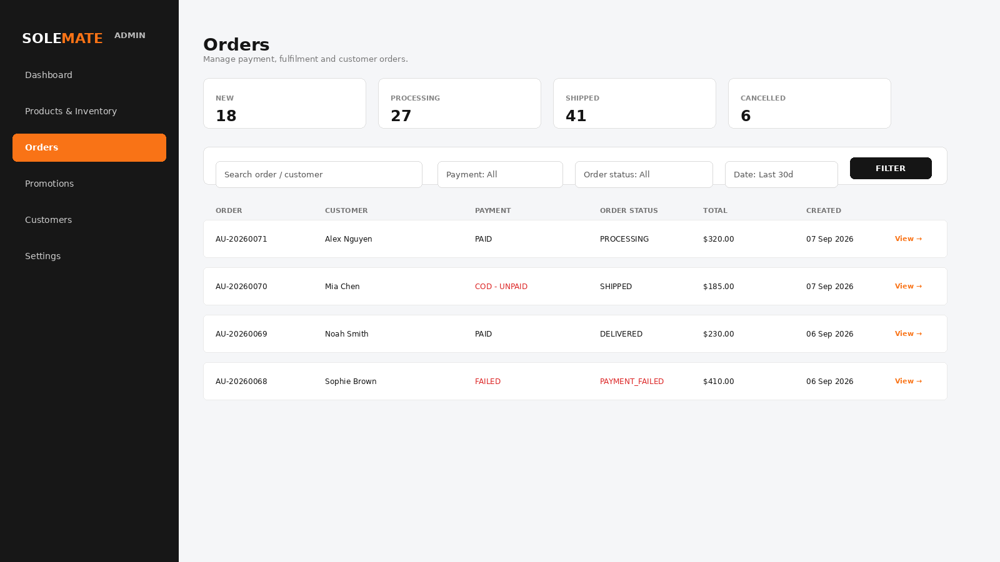 SOLEMATE ADMIN
Dashboard
Products & Inventory
Orders
Promotions
Customers
Settings
Orders
Manage payment, fulfilment and customer orders.
NEW
18
PROCESSING
27
SHIPPED
41
CANCELLED
6
Search order / customer
Payment: All
Order status: All
Date: Last 30d
FILTER
ORDER CUSTOMER PAYMENT ORDER STATUS TOTAL CREATED
AU-20260071 Alex Nguyen PAID PROCESSING $320.00 07 Sep 2026 View →
AU-20260070 Mia Chen COD - UNPAID SHIPPED $185.00 07 Sep 2026 View →
AU-20260069 Noah Smith PAID DELIVERED $230.00 06 Sep 2026 View →
AU-20260068 Sophie Brown FAILED PAYMENT_FAILED $410.00 06 Sep 2026 View →